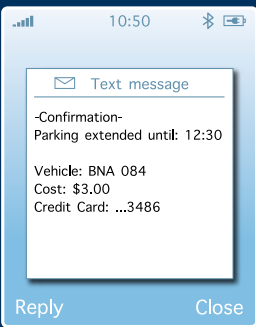 10:50
Text message
-Confirmation-
Parking extended until: 12:30
Vehicle: BNA 084
Cost: $3.00
Credit Card: ...3486
Reply Close